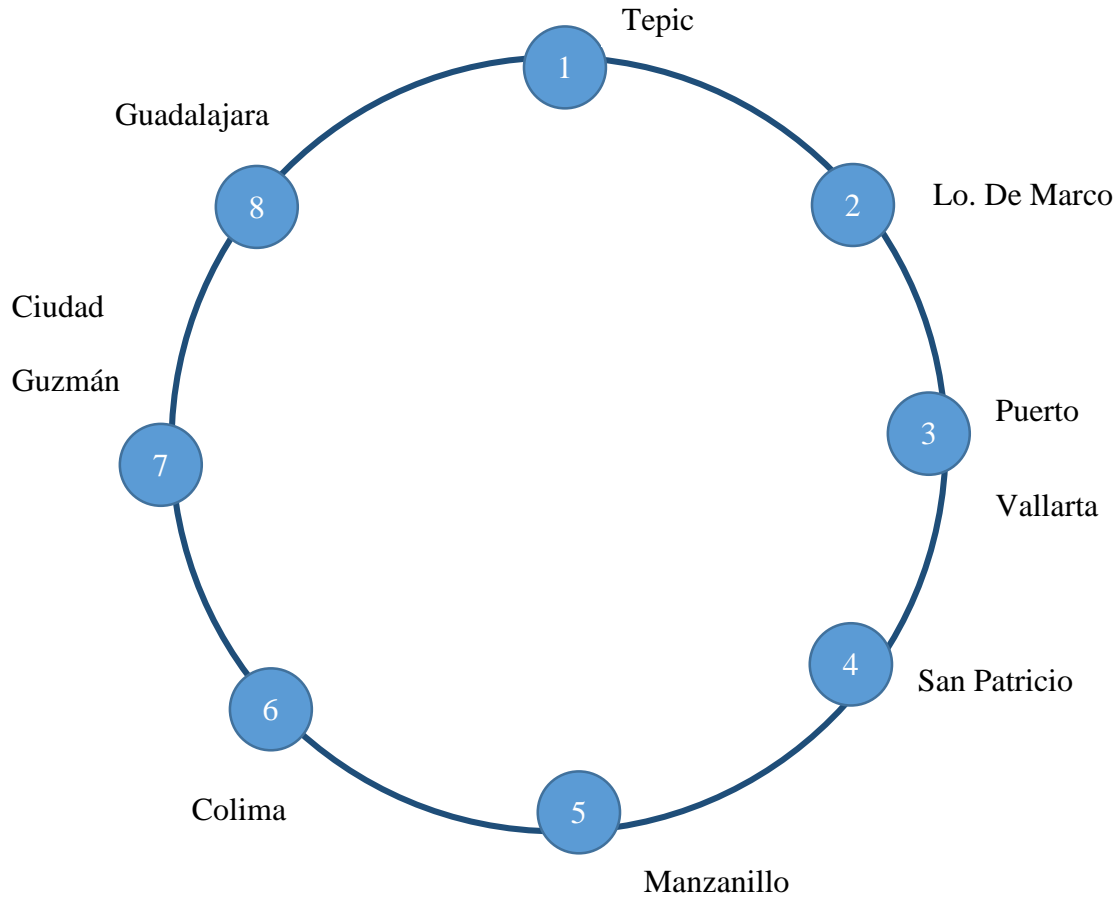 Tepic
1
Guadalajara
8
2
Lo. De Marco
Ciudad
Guzmán
7
3
Puerto
Vallarta
4
San Patricio
6
Colima
5
Manzanillo